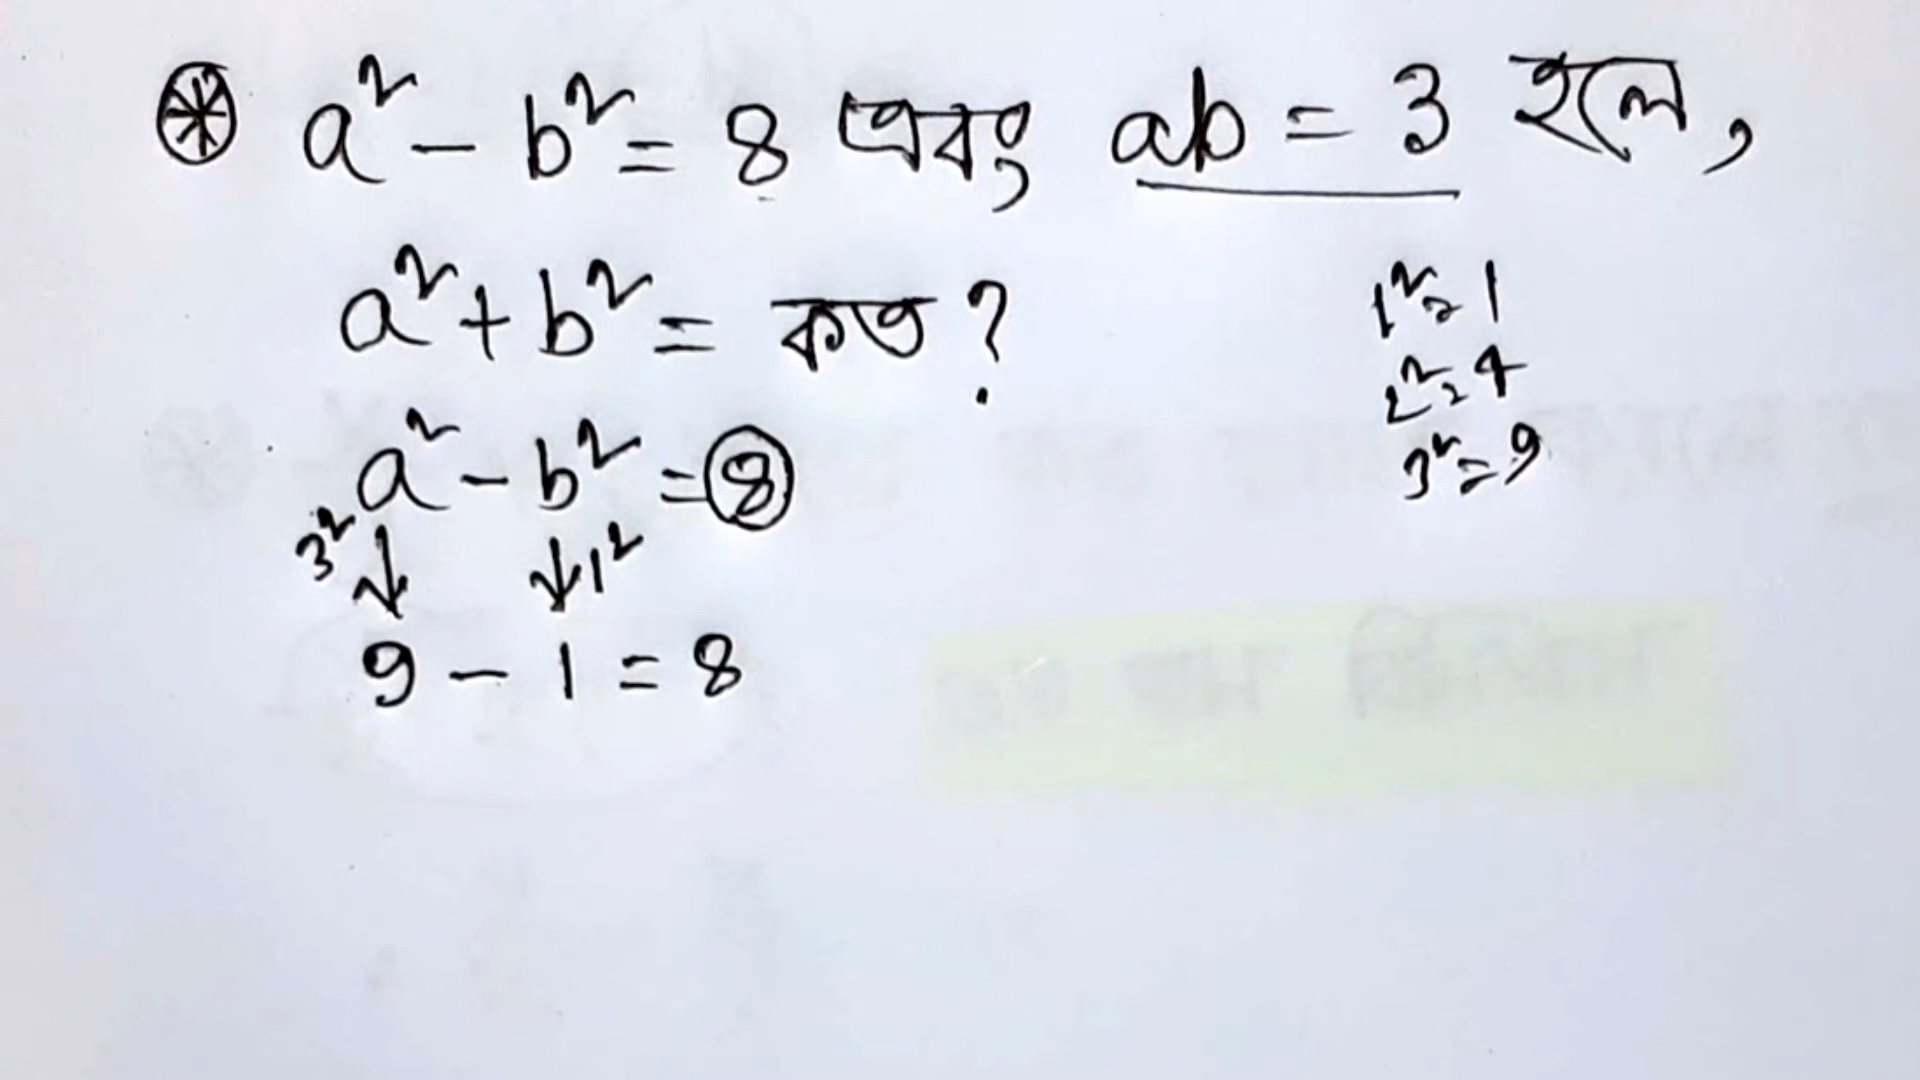 ⊛ a² - b² = 8 এবং ab = 3 হলে,
a² + b² = কত ?
1² = 1
2² = 4
3² = 9
a² - b² = 8
3² ↓ ↓ 1²
9 - 1 = 8